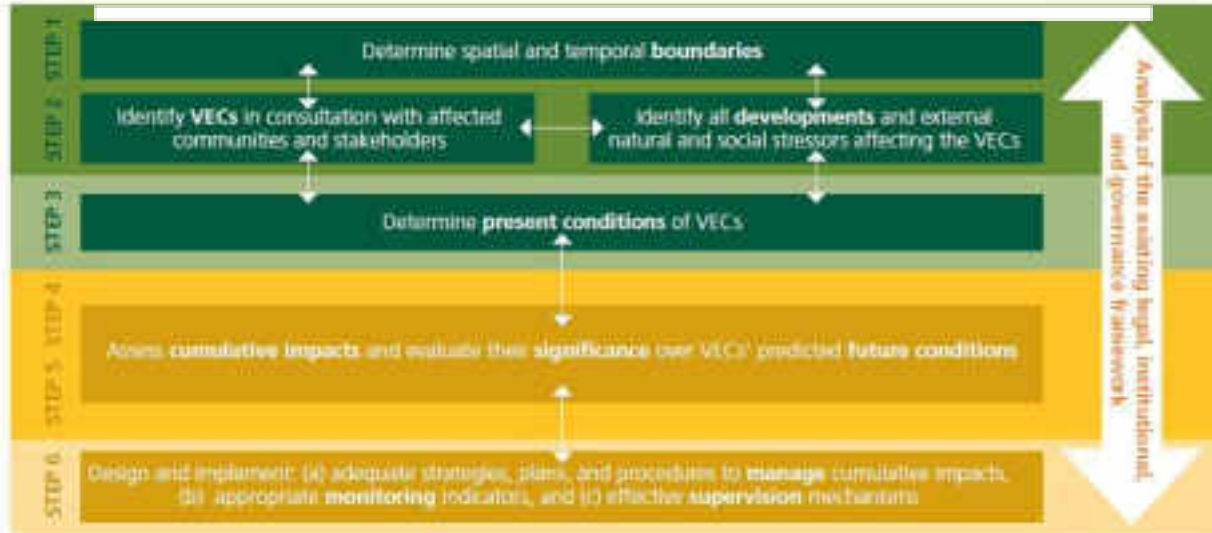 STEP 1
Determine spatial and temporal boundaries
STEP 2
Identify VECs in consultation with affected
communities and stakeholders
Identify all developments and external
natural and social stressors affecting the VECs
STEP 3
Determine present conditions of VECs
STEP 4
STEP 5
Assess cumulative impacts and evaluate their significance over VECs' predicted future conditions
STEP 6
Design and implement: (a) adequate strategies, plans, and procedures to manage cumulative impacts,
(b) appropriate monitoring indicators, and (c) effective supervision mechanisms
Analysis of the existing legal, institutional,
and governance framework